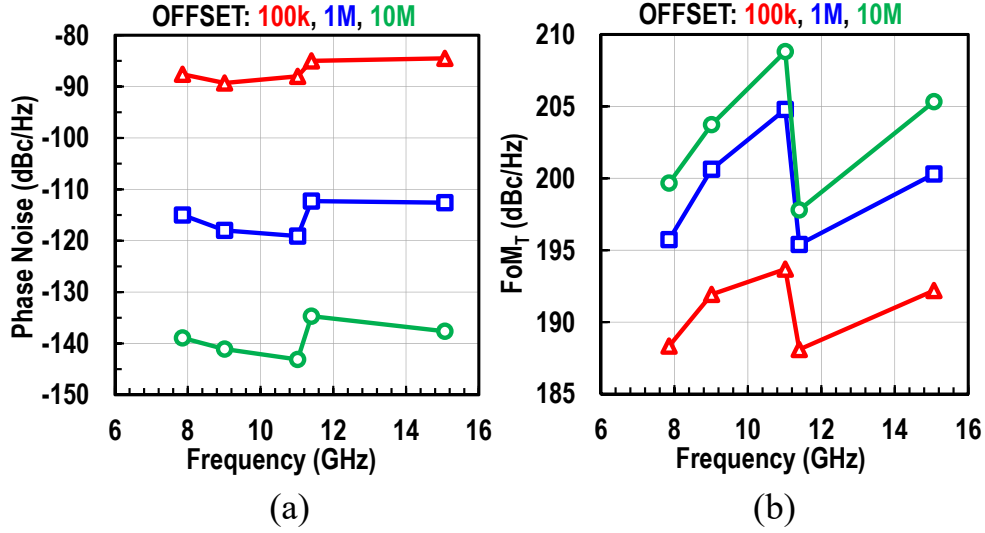 OFFSET: 100k, 1M, 10M
Phase Noise (dBc/Hz)
-80
-90
-100
-110
-120
-130
-140
-150
6 8 10 12 14 16
Frequency (GHz)
(a)
OFFSET: 100k, 1M, 10M
FoM_T (dBc/Hz)
210
205
200
195
190
185
6 8 10 12 14 16
Frequency (GHz)
(b)